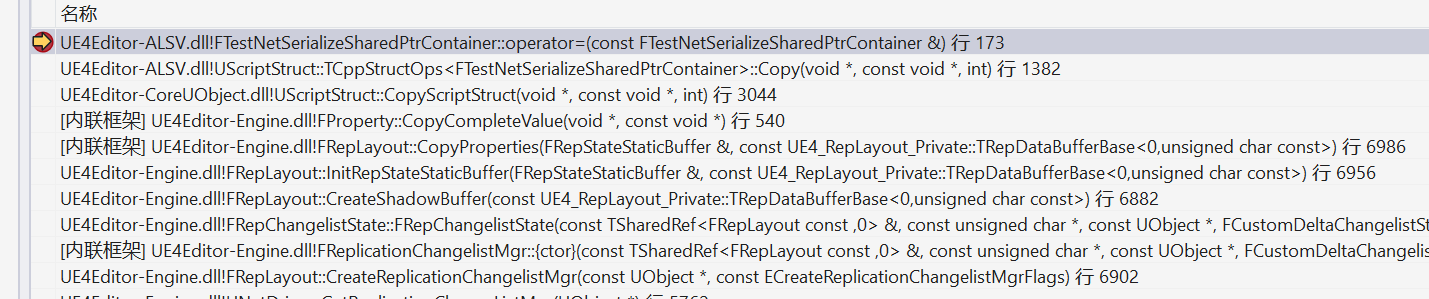 名称
UE4Editor-ALSV.dll!FTestNetSerializeSharedPtrContainer::operator=(const FTestNetSerializeSharedPtrContainer &) 行 173
UE4Editor-ALSV.dll!UScriptStruct::TCppStructOps<FTestNetSerializeSharedPtrContainer>::Copy(void *, const void *, int) 行 1382
UE4Editor-CoreUObject.dll!UScriptStruct::CopyScriptStruct(void *, const void *, int) 行 3044
[内联框架] UE4Editor-Engine.dll!FProperty::CopyCompleteValue(void *, const void *) 行 540
[内联框架] UE4Editor-Engine.dll!FRepLayout::CopyProperties(FRepStateStaticBuffer &, const UE4_RepLayout_Private::TRepDataBufferBase<0,unsigned char const>) 行 6986
UE4Editor-Engine.dll!FRepLayout::InitRepStateStaticBuffer(FRepStateStaticBuffer &, const UE4_RepLayout_Private::TRepDataBufferBase<0,unsigned char const>) 行 6956
UE4Editor-Engine.dll!FRepLayout::CreateShadowBuffer(const UE4_RepLayout_Private::TRepDataBufferBase<0,unsigned char const>) 行 6882
UE4Editor-Engine.dll!FRepChangelistState::FRepChangelistState(const TSharedRef<FRepLayout const ,0> &, const unsigned char *, const UObject *, FCustomDeltaChangelistSt
[内联框架] UE4Editor-Engine.dll!FReplicationChangelistMgr::{ctor}(const TSharedRef<FRepLayout const ,0> &, const unsigned char *, const UObject *, FCustomDeltaChangelis
UE4Editor-Engine.dll!FRepLayout::CreateReplicationChangelistMgr(const UObject *, const ECreateReplicationChangelistMgrFlags) 行 6902